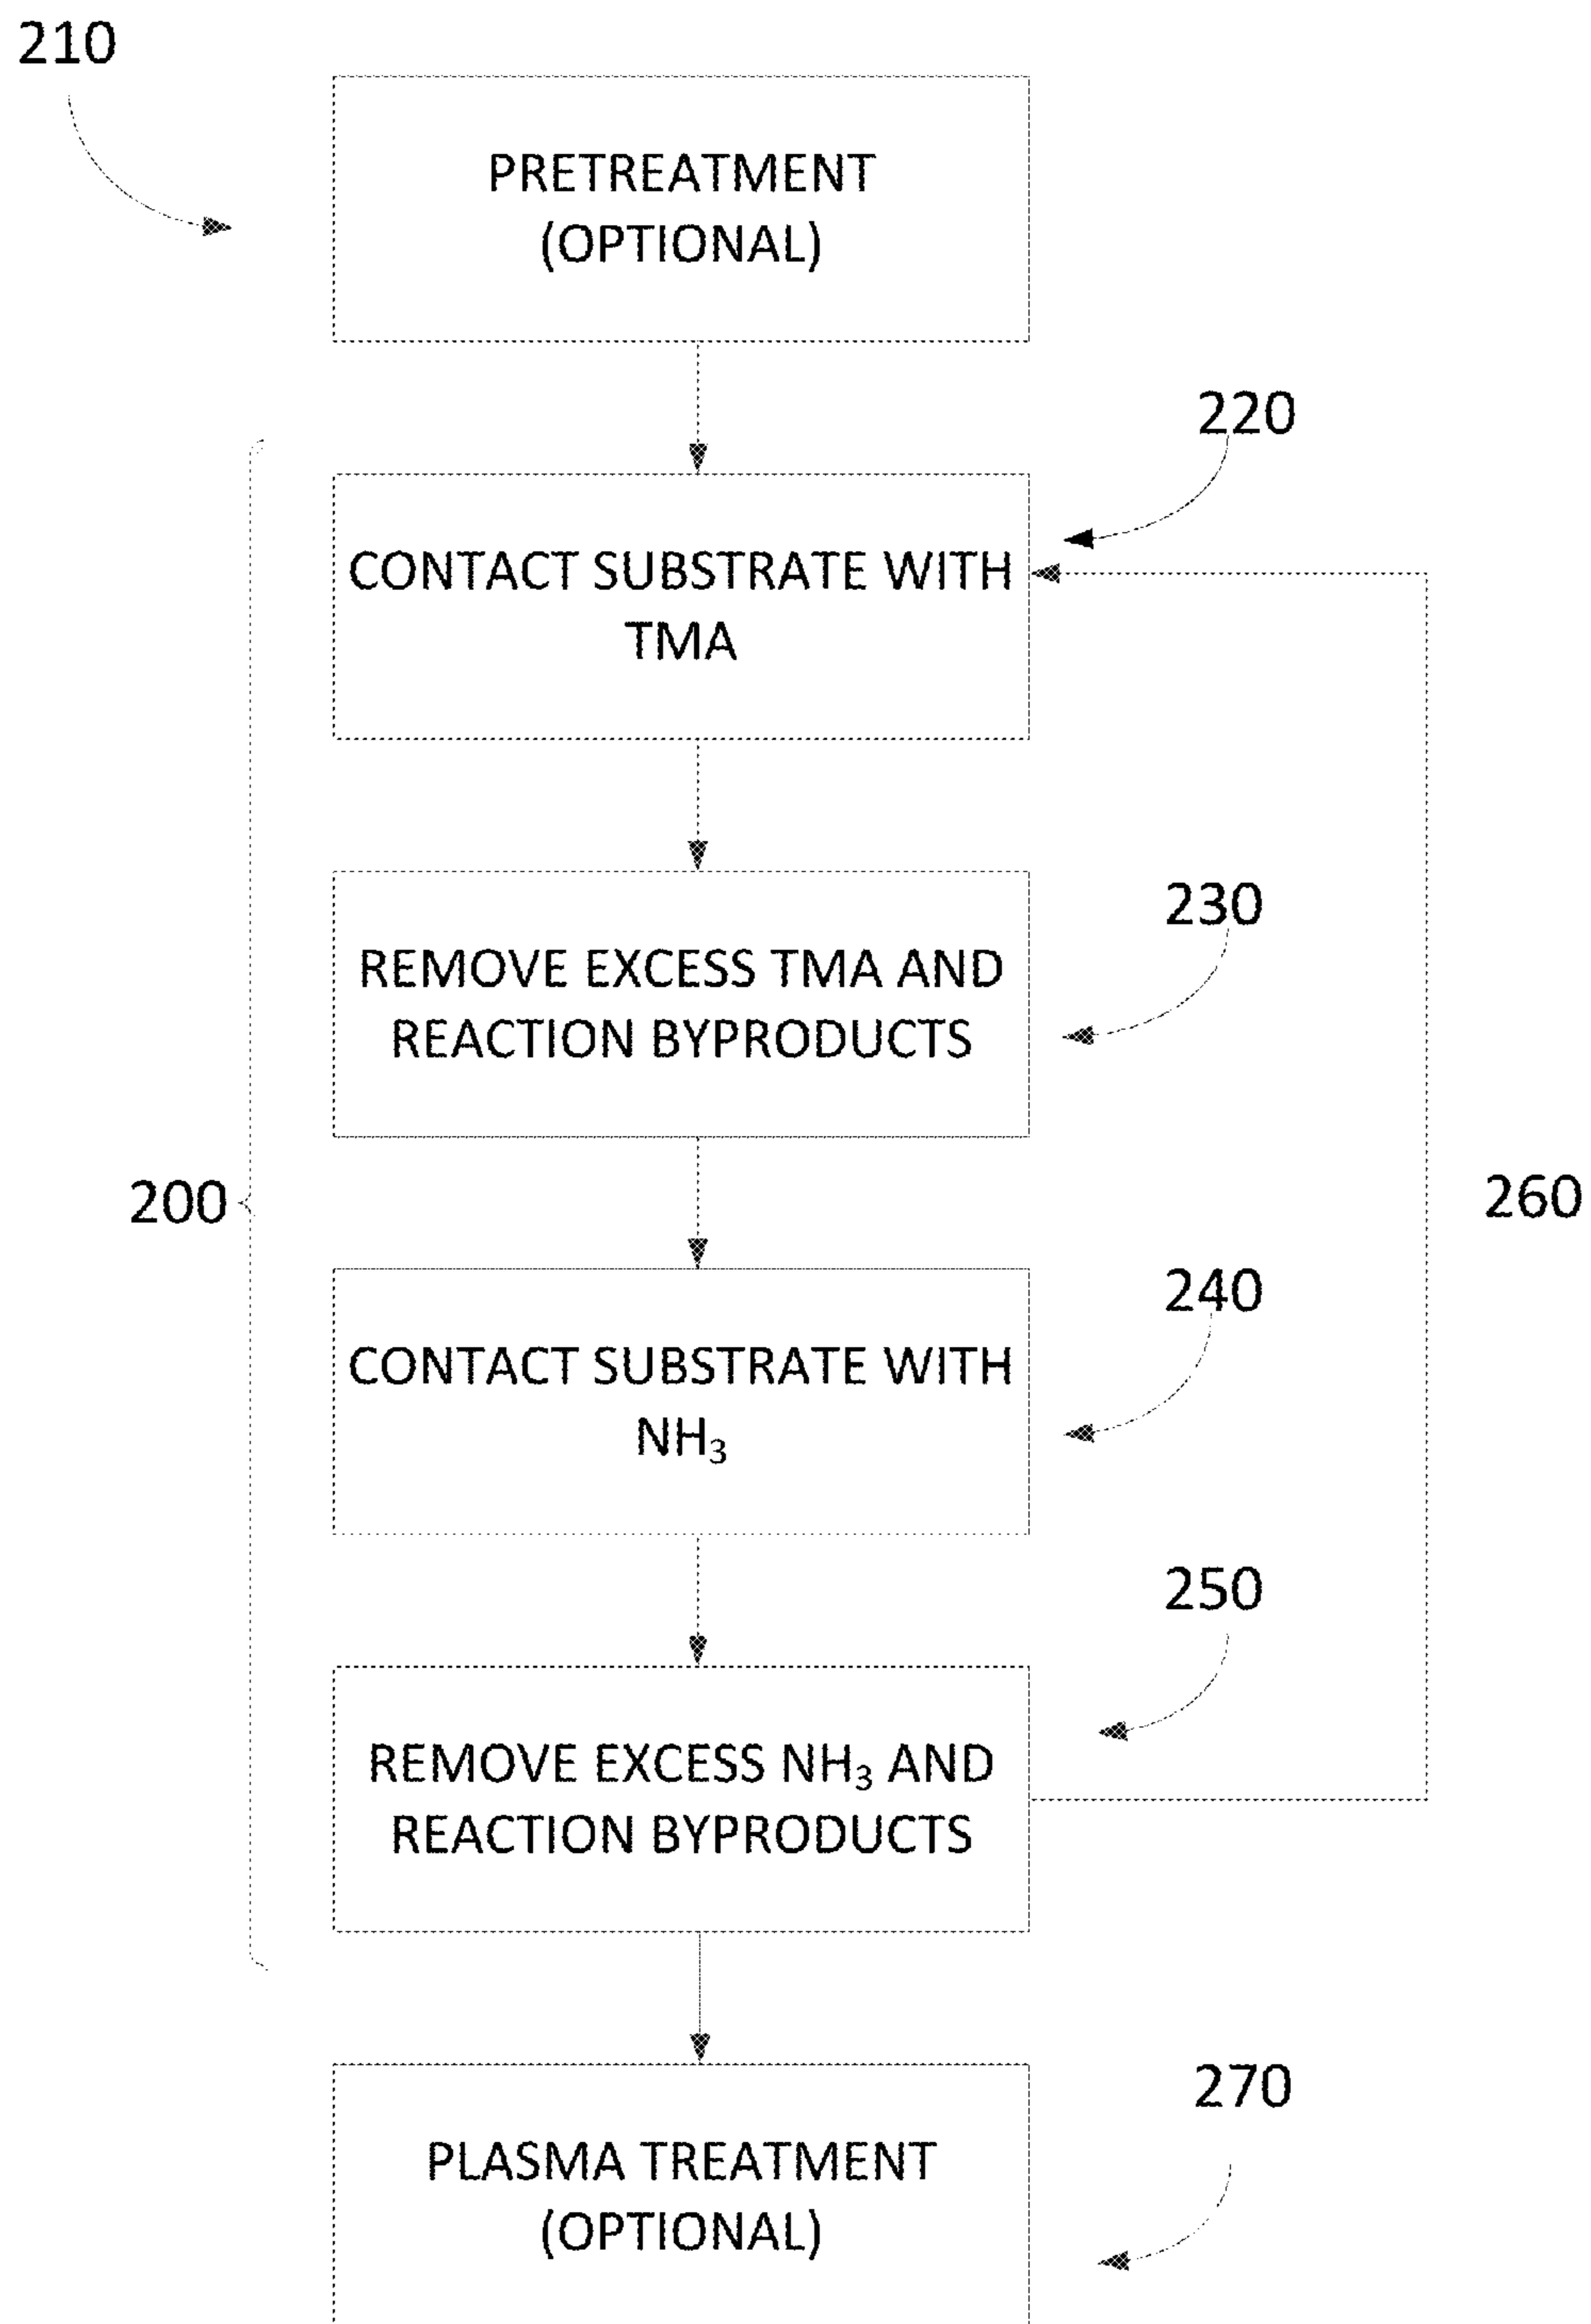 210
PRETREATMENT
(OPTIONAL)
220
CONTACT SUBSTRATE WITH
TMA
230
REMOVE EXCESS TMA AND
REACTION BYPRODUCTS
200
260
240
CONTACT SUBSTRATE WITH
NH₃
250
REMOVE EXCESS NH₃ AND
REACTION BYPRODUCTS
270
PLASMA TREATMENT
(OPTIONAL)